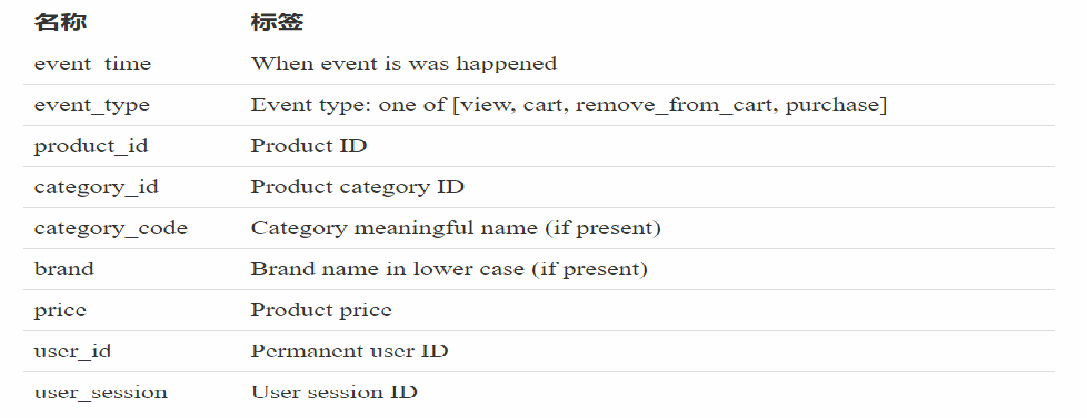 名称 标签
event_time When event is was happened
event_type Event type: one of [view, cart, remove_from_cart, purchase]
product_id Product ID
category_id Product category ID
category_code Category meaningful name (if present)
brand Brand name in lower case (if present)
price Product price
user_id Permanent user ID
user_session User session ID